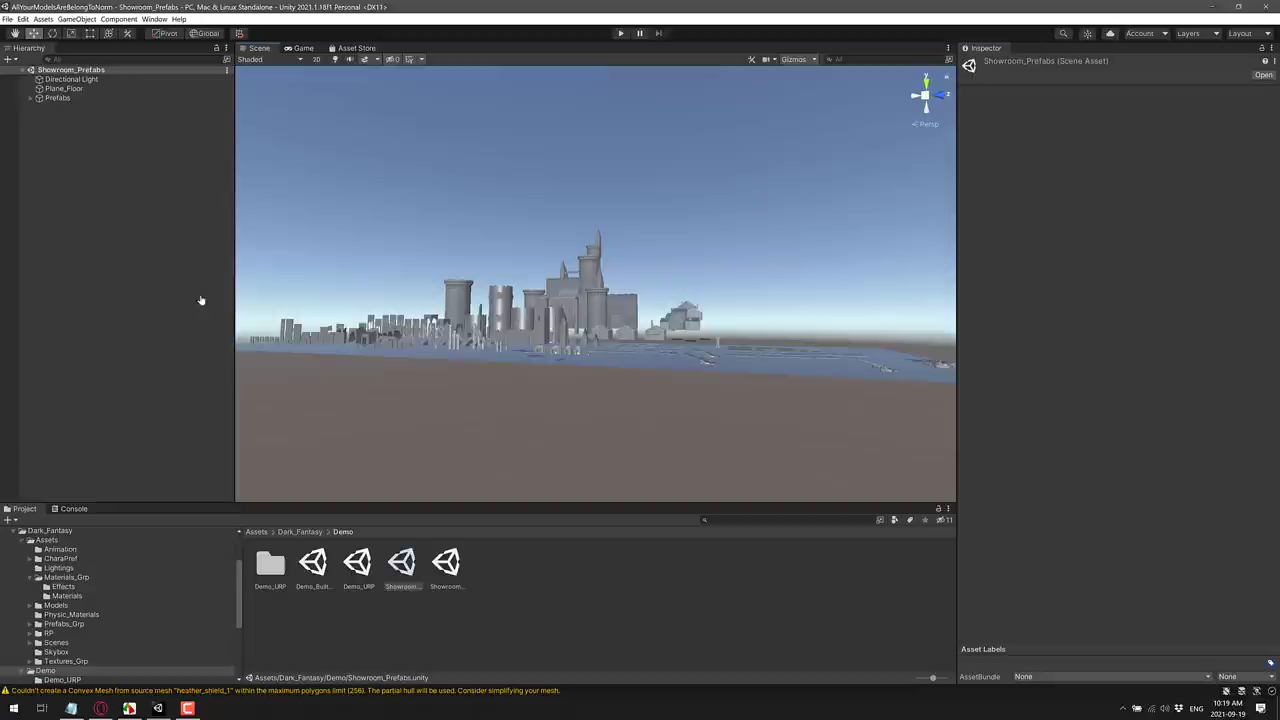 AllYourModelsAreBelongToNorm - Showroom_Prefabs - PC, Mac & Linux Standalone - Unity 2021.1.18f1 Personal <DX11>
File Edit Assets GameObject Component Window Help
Pivot Global Account Layers Layout
Hierarchy Scene Game Asset Store Inspector
All Shaded 2D 0 Gizmos All
Showroom_Prefabs (Scene Asset)
Open
Showroom_Prefabs
Directional Light
Plane_Floor
Prefabs
y
z
Persp
Project Console
11
Dark_Fantasy
Assets
Animation
CharaPref
Lightings
Materials_Grp
Effects
Materials
Models
Physic_Materials
Prefabs_Grp
RP
Scenes
Skybox
Textures_Grp
Demo
Demo_URP
Assets > Dark_Fantasy > Demo
Demo_URP Demo_Built... Demo_URP Showroom... Showroom...
Assets/Dark_Fantasy/Demo/Showroom_Prefabs.unity
Asset Labels
AssetBundle None None
Couldn't create a Convex Mesh from source mesh "heather_shield_1" within the maximum polygons limit (256). The partial hull will be used. Consider simplifying your mesh.
ENG 10:19 AM
2021-09-19